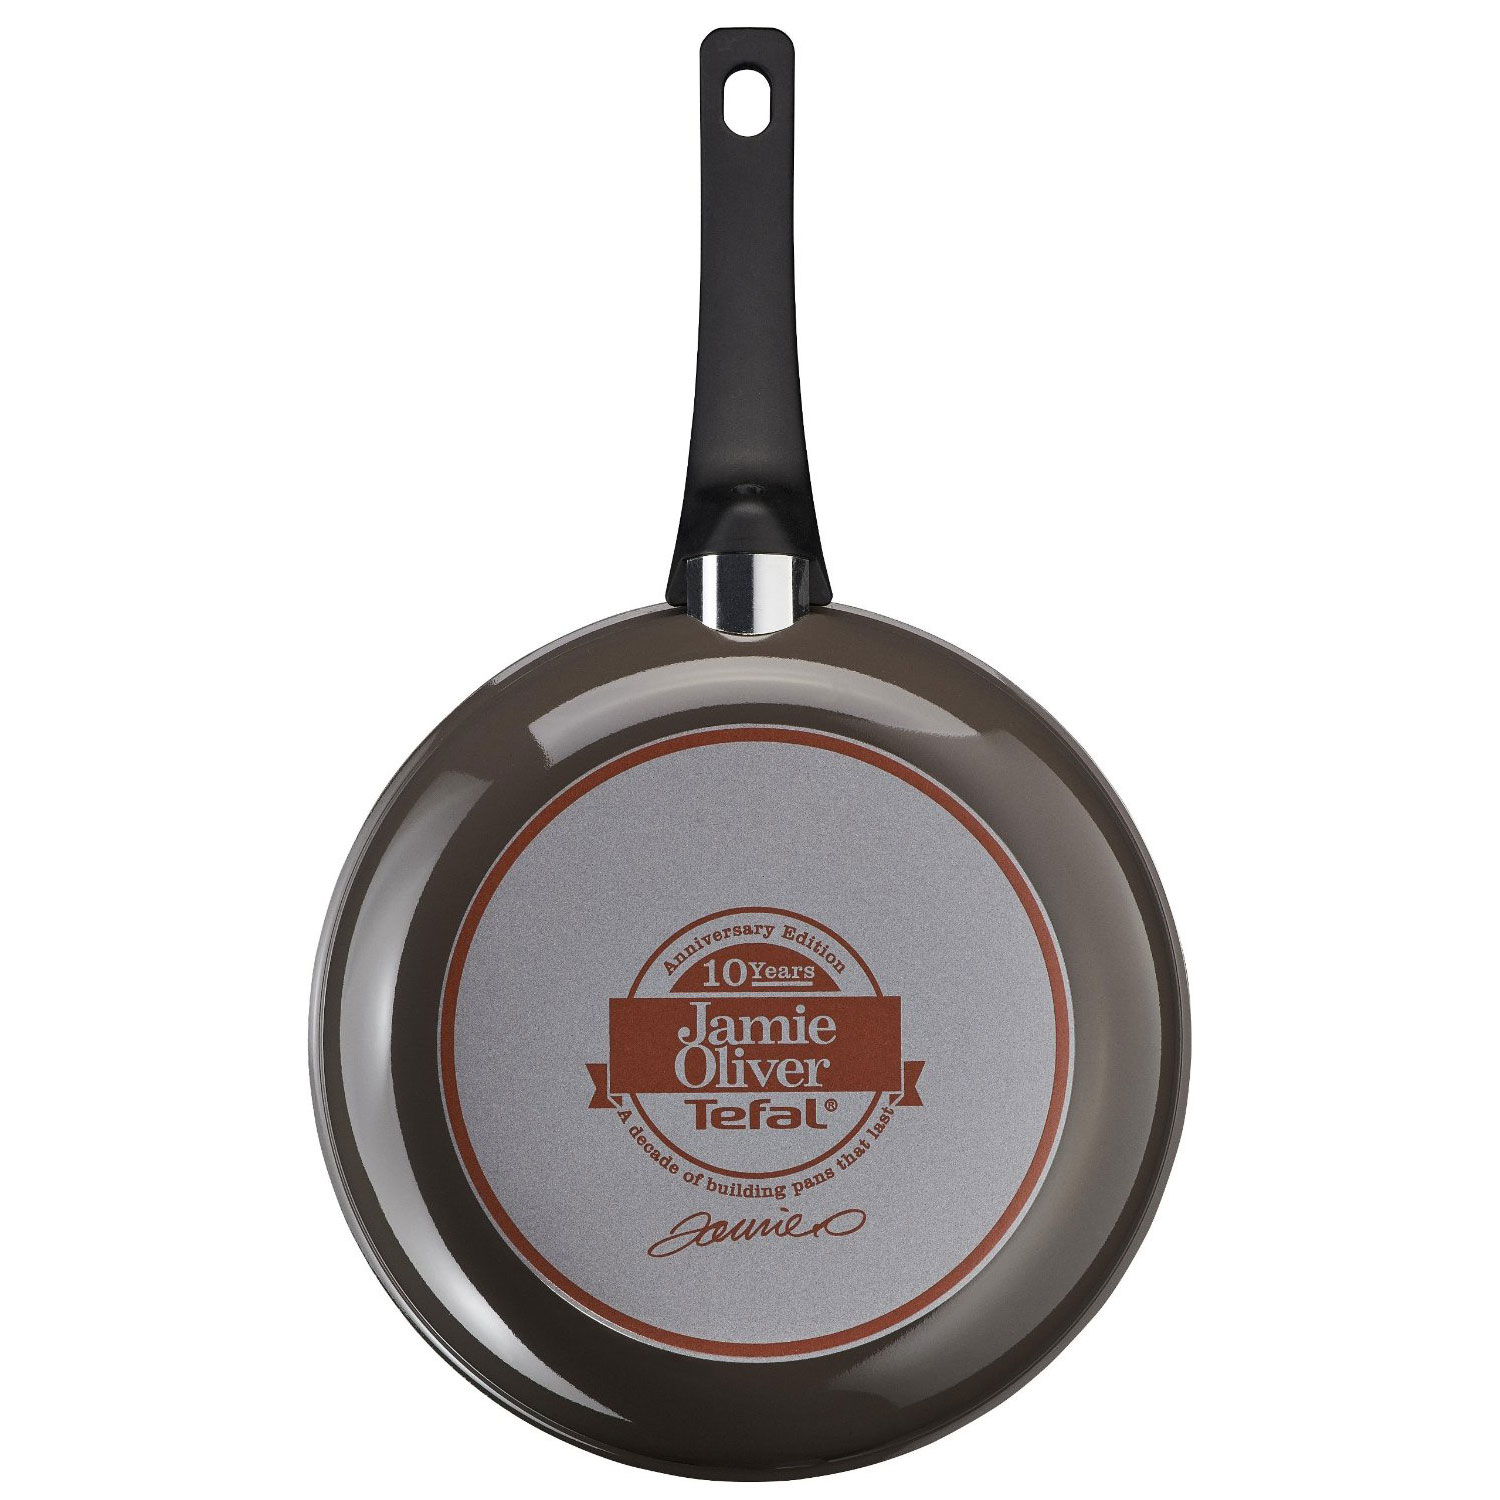 Anniversary Edition
10 Years
Jamie
Oliver
Tefal®
A decade of building pans that last
Jamie O